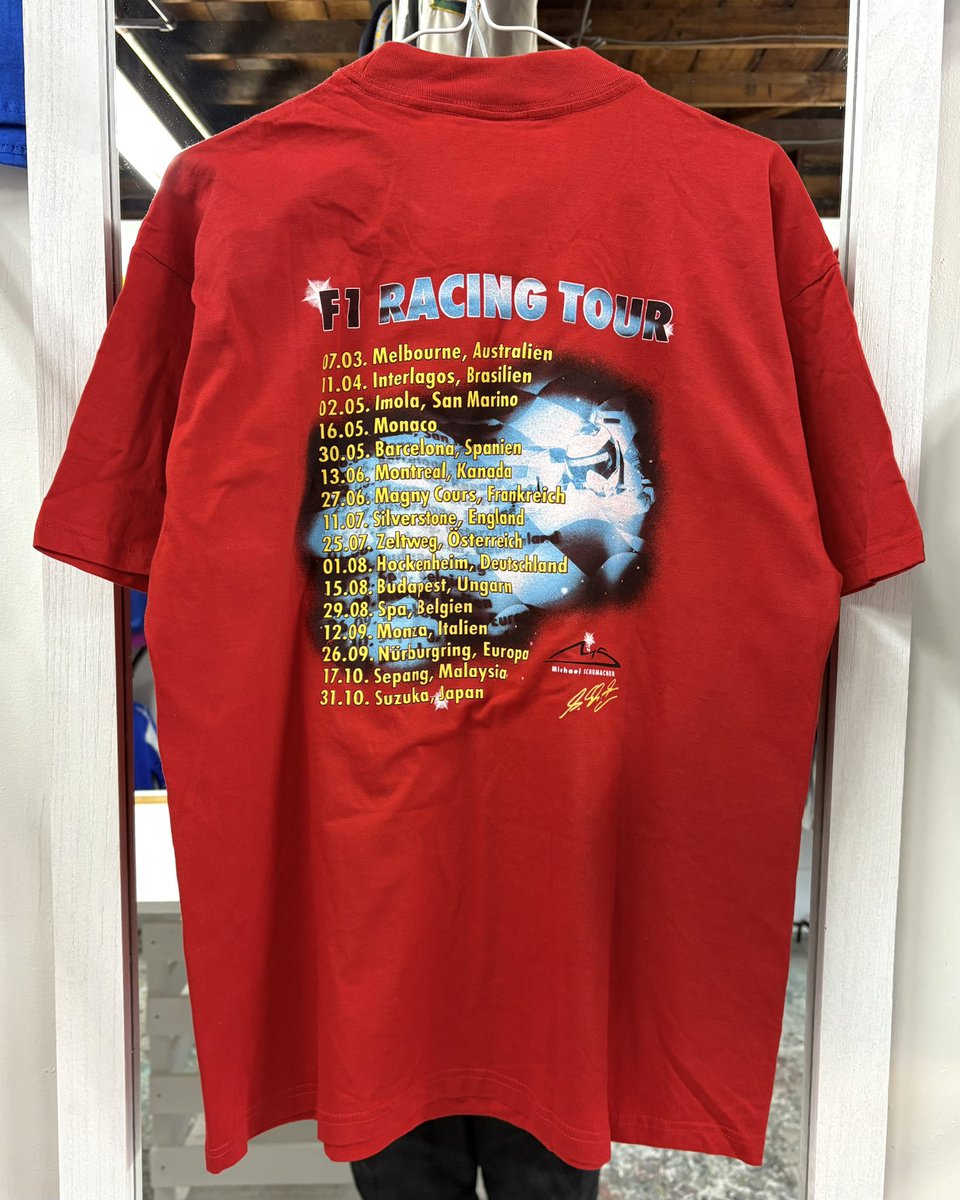 F1 RACING TOUR
07.03. Melbourne, Australien
11.04. Interlagos, Brasilien
02.05. Imola, San Marino
16.05. Monaco
30.05. Barcelona, Spanien
13.06. Montreal, Kanada
27.06. Magny Cours, Frankreich
11.07. Silverstone, England
25.07. Zeltweg, Österreich
01.08. Hockenheim, Deutschland
15.08. Budapest, Ungarn
29.08. Spa, Belgien
12.09. Monza, Italien
26.09. Nürburgring, Europa
17.10. Sepang, Malaysia
31.10. Suzuka, Japan
Michael SCHUMACHER